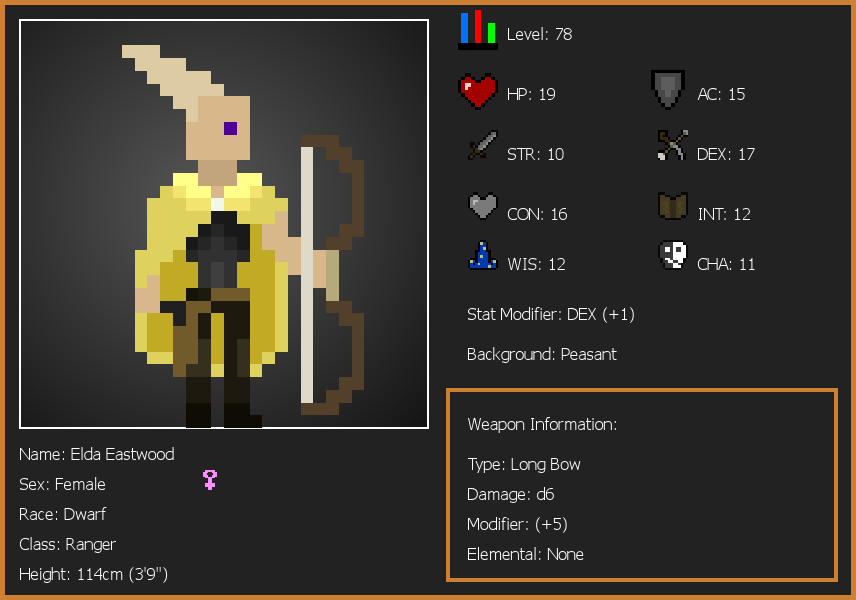 Level: 78
HP: 19
AC: 15
STR: 10
DEX: 17
CON: 16
INT: 12
WIS: 12
CHA: 11
Stat Modifier: DEX (+1)
Background: Peasant
Weapon Information:
Type: Long Bow
Damage: d6
Modifier: (+5)
Elemental: None
Name: Elda Eastwood
Sex: Female
Race: Dwarf
Class: Ranger
Height: 114cm (3'9")